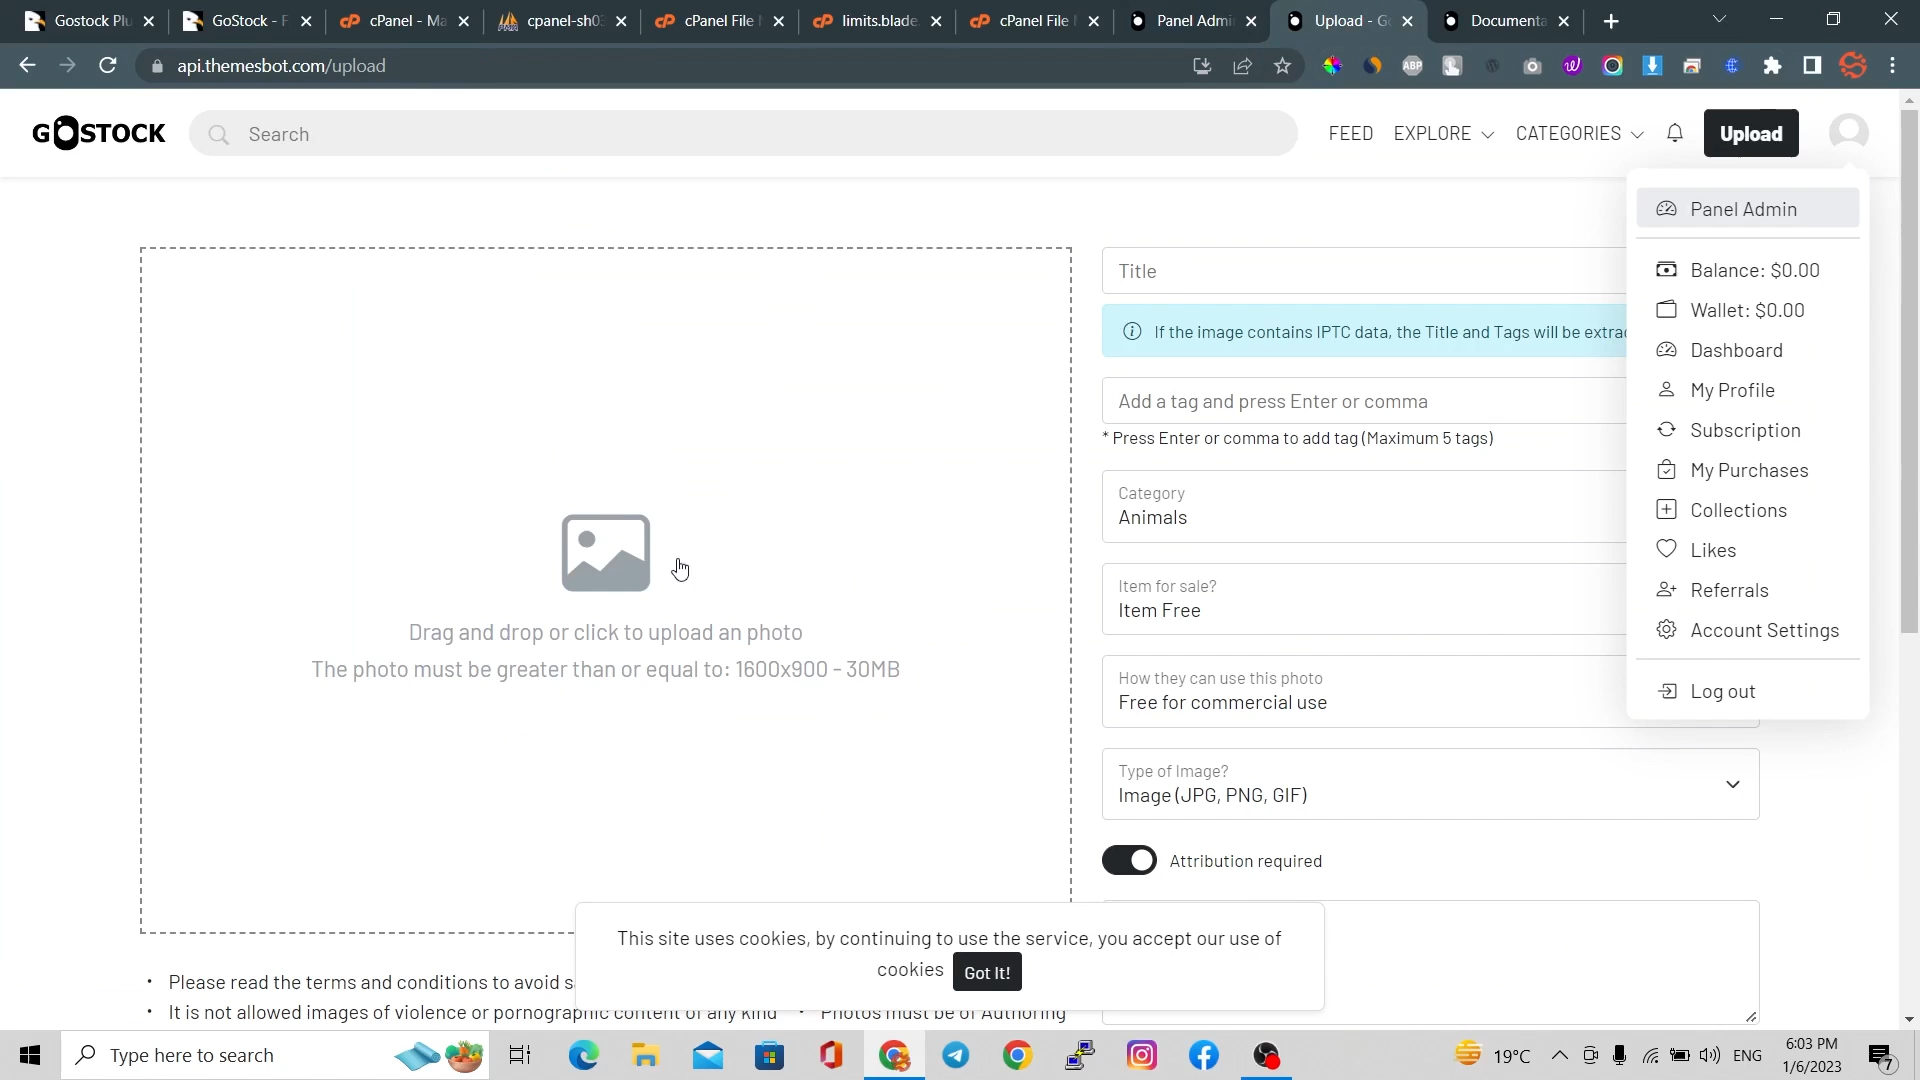 Gostock Plu
GoStock - F
cPanel - Ma
cpanel-sh03
cPanel File
limits.blade.
cPanel File
Panel Admi
Upload - Go
Documenta
api.themesbot.com/upload
ABP
GOSTOCK
Search
FEED
EXPLORE
CATEGORIES
Upload
Panel Admin
Balance: $0.00
Wallet: $0.00
Dashboard
My Profile
Subscription
My Purchases
Collections
Likes
Referrals
Account Settings
Log out
Drag and drop or click to upload an photo
The photo must be greater than or equal to: 1600x900 - 30MB
Title
If the image contains IPTC data, the Title and Tags will be extra
Add a tag and press Enter or comma
* Press Enter or comma to add tag (Maximum 5 tags)
Category
Animals
Item for sale?
Item Free
How they can use this photo
Free for commercial use
Type of Image?
Image (JPG, PNG, GIF)
Attribution required
This site uses cookies, by continuing to use the service, you accept our use of
cookies Got It!
• Please read the terms and conditions to avoid s
• It is not allowed images of violence or pornographic content of any kind • Photos must be of Authoring
Type here to search
19°C
ENG
6:03 PM
1/6/2023
7